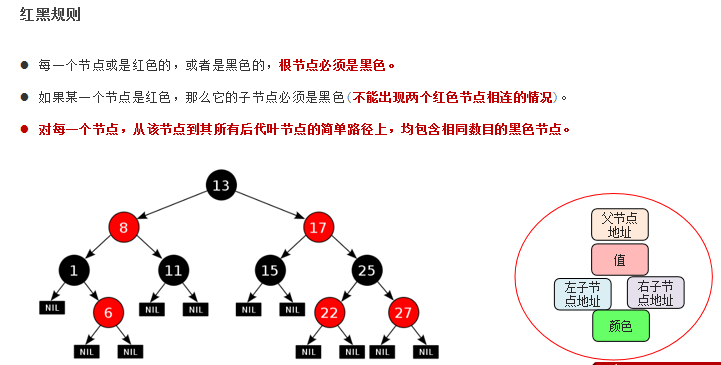 红黑规则
每一个节点或是红色的，或者是黑色的，根节点必须是黑色。
如果某一个节点是红色，那么它的子节点必须是黑色(不能出现两个红色节点相连的情况)。
对每一个节点，从该节点到其所有后代叶节点的简单路径上，均包含相同数目的黑色节点。
13
8
17
1
11
15
25
NIL
6
NIL
NIL
NIL
NIL
22
27
NIL
NIL
NIL
NIL
NIL
NIL
父节点
地址
值
左子节
点地址
右子节
点地址
颜色